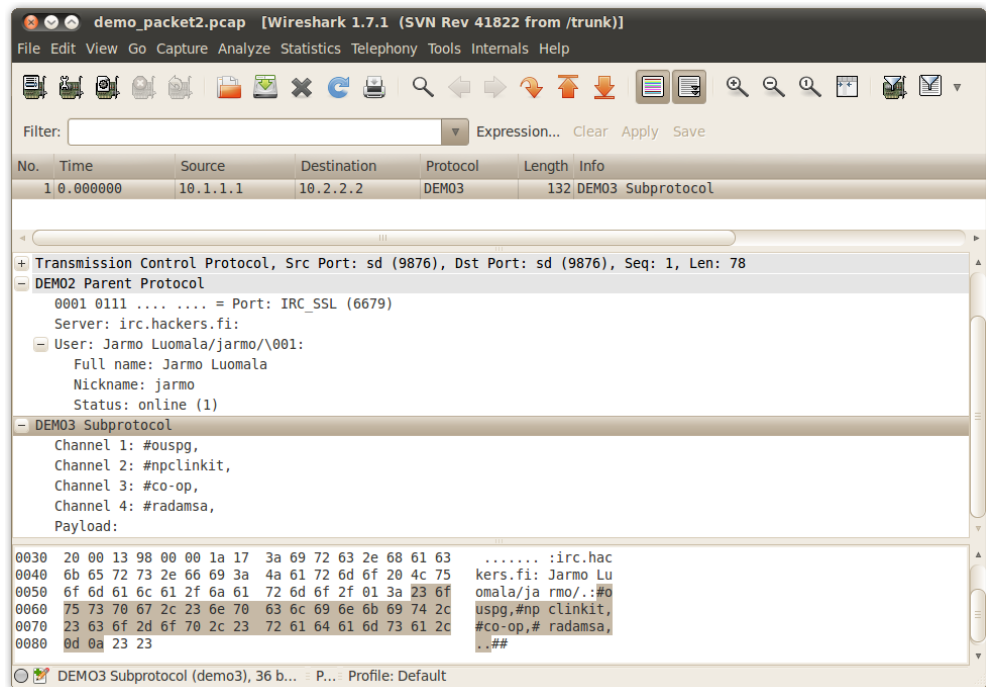 demo_packet2.pcap [Wireshark 1.7.1 (SVN Rev 41822 from /trunk)]
File Edit View Go Capture Analyze Statistics Telephony Tools Internals Help
Filter: Expression... Clear Apply Save
No. Time Source Destination Protocol Length Info
1 0.000000 10.1.1.1 10.2.2.2 DEMO3 132 DEMO3 Subprotocol
Transmission Control Protocol, Src Port: sd (9876), Dst Port: sd (9876), Seq: 1, Len: 78
DEMO2 Parent Protocol
0001 0111 .... .... = Port: IRC_SSL (6679)
Server: irc.hackers.fi:
User: Jarmo Luomala/jarmo/\001:
Full name: Jarmo Luomala
Nickname: jarmo
Status: online (1)
DEMO3 Subprotocol
Channel 1: #ouspg,
Channel 2: #npclinkit,
Channel 3: #co-op,
Channel 4: #radamsa,
Payload:
0030 20 00 13 98 00 00 1a 17 3a 69 72 63 2e 68 61 63 ....... :irc.hac
0040 6b 65 72 73 2e 66 69 3a 4a 61 72 6d 6f 20 4c 75 kers.fi: Jarmo Lu
0050 6f 6d 61 6c 61 2f 6a 61 72 6d 6f 2f 01 3a 23 6f omala/ja rmo/.:#o
0060 75 73 70 67 2c 23 6e 70 63 6c 69 6e 6b 69 74 2c uspg,#np clinkit,
0070 23 63 6f 2d 6f 70 2c 23 72 61 64 61 6d 73 61 2c #co-op,# radamsa,
0080 0d 0a 23 23 ..##
DEMO3 Subprotocol (demo3), 36 b... P... Profile: Default